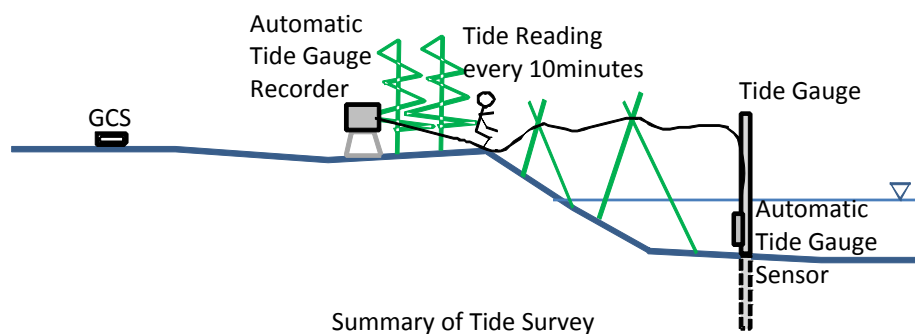 Automatic
Tide Gauge
Recorder
Tide Reading
every 10minutes
GCS
Tide Gauge
Automatic
Tide Gauge
Sensor
Summary of Tide Survey